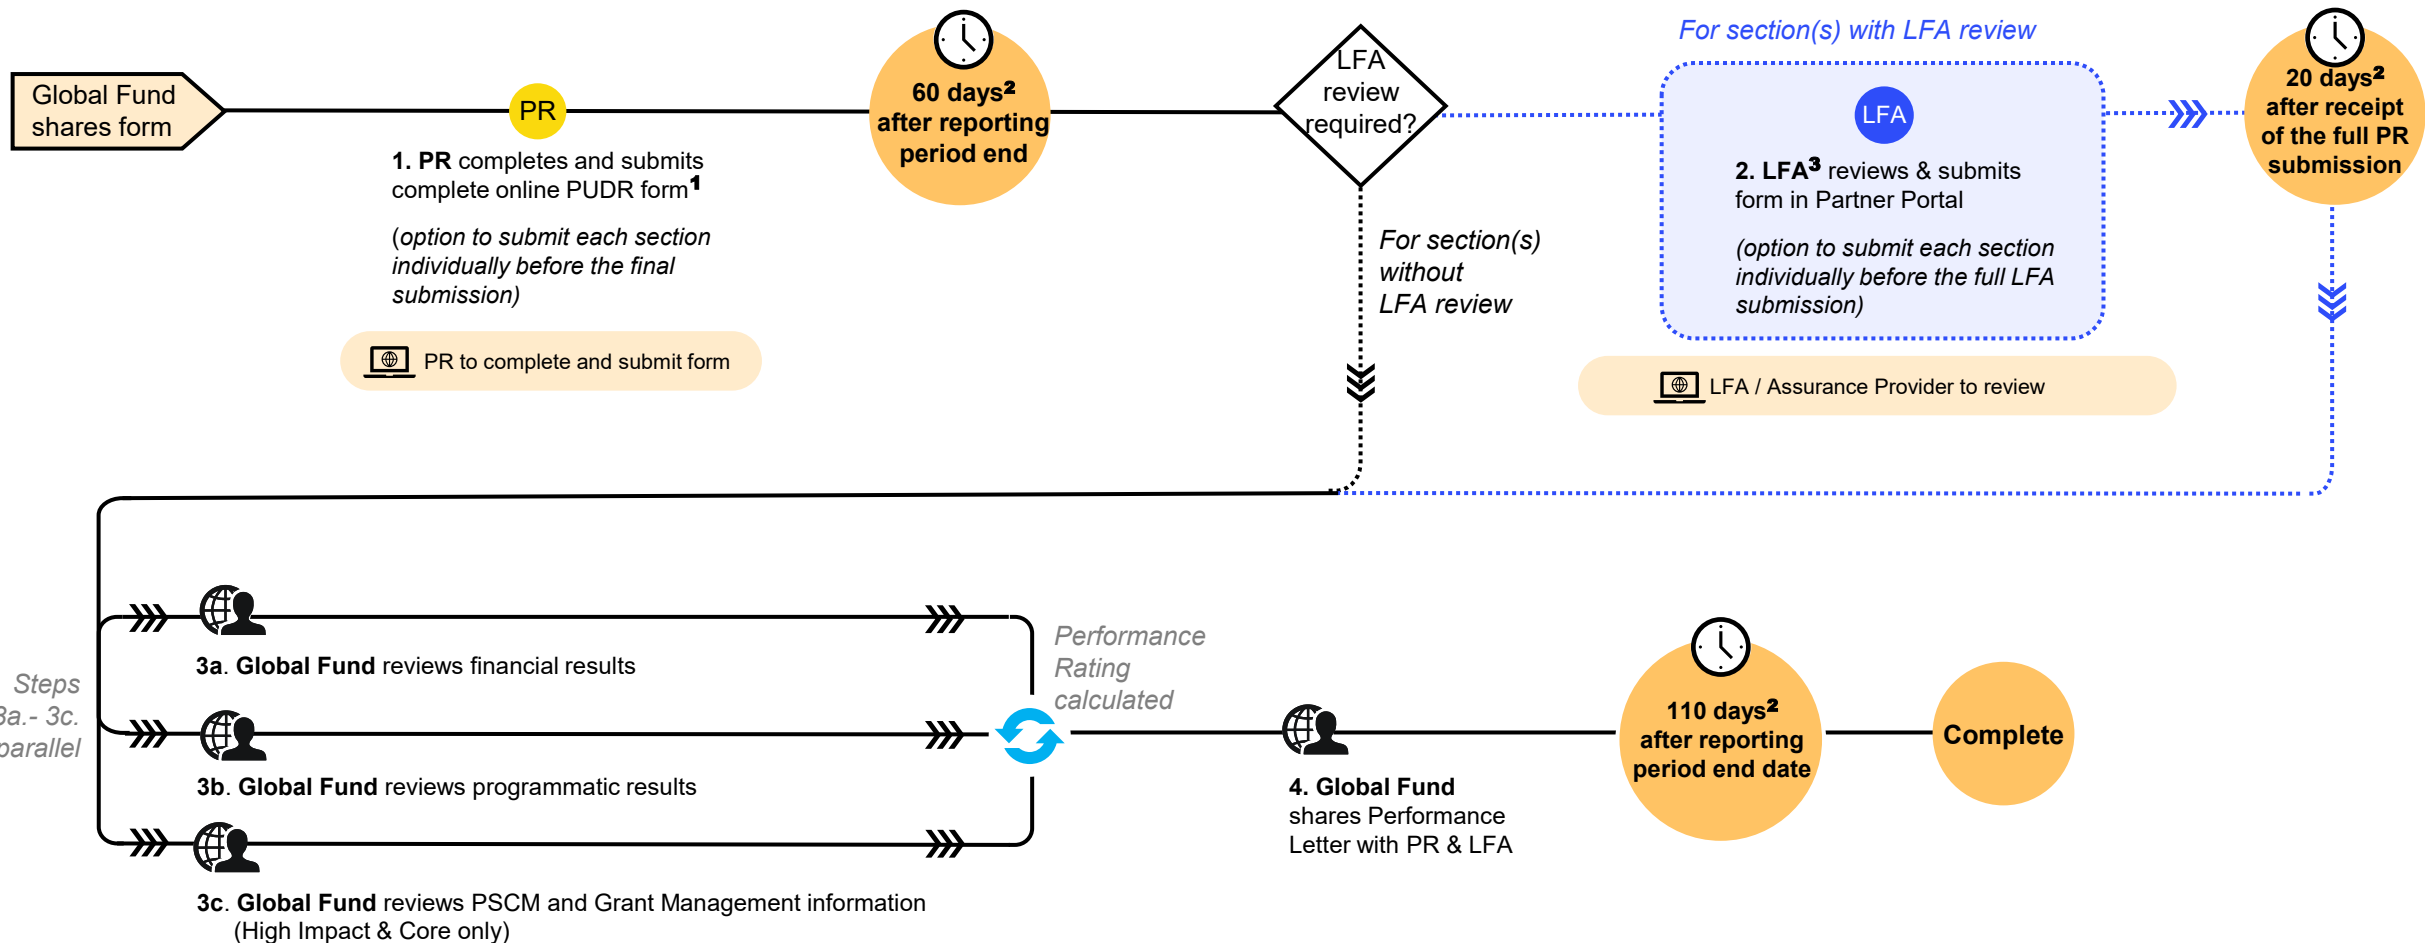 Global Fund
shares form
PR
1. PR completes and submits
complete online PUDR form¹
(option to submit each section
individually before the final
submission)
PR to complete and submit form
60 days²
after reporting
period end
LFA
review
required?
For section(s)
without
LFA review
For section(s) with LFA review
LFA
2. LFA³ reviews & submits
form in Partner Portal
(option to submit each section
individually before the full LFA
submission)
LFA / Assurance Provider to review
20 days²
after receipt
of the full PR
submission
Steps
3a.- 3c.
parallel
3a. Global Fund reviews financial results
3b. Global Fund reviews programmatic results
3c. Global Fund reviews PSCM and Grant Management information
(High Impact & Core only)
Performance
Rating
calculated
4. Global Fund
shares Performance
Letter with PR & LFA
110 days²
after reporting
period end date
Complete